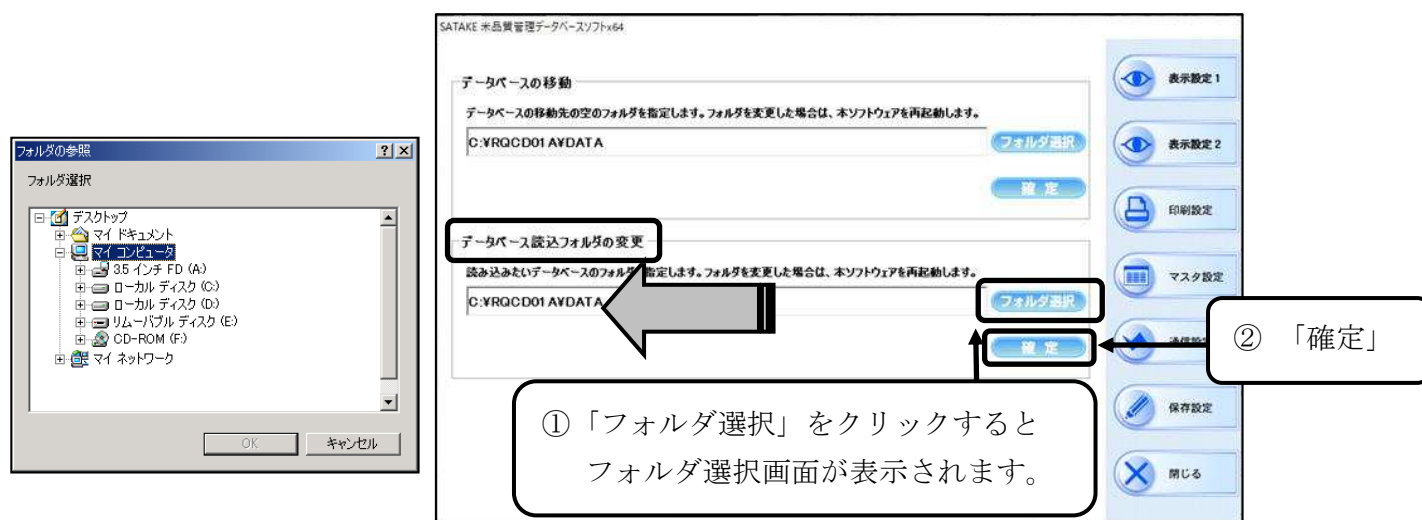 フォルダの参照
フォルダ選択
デスクトップ
マイ ドキュメント
マイ コンピュータ
3.5 インチ FD (A:)
ローカル ディスク (C:)
ローカル ディスク (D:)
リムーバブル ディスク (E:)
CD-ROM (F:)
マイ ネットワーク
OK
キャンセル
SATAKE 米品質管理データベースソフトx64
データベースの移動
データベースの移動先の空のフォルダを指定します。フォルダを変更した場合は、本ソフトウェアを再起動します。
C:¥RQCD01A¥DATA
フォルダ選択
確 定
データベース読込フォルダの変更
読み込みたいデータベースのフォル 指定します。フォルダを変更した場合は、本ソフトウェアを再起動します。
C:¥RQCD01A¥DATA
フォルダ選択
確 定
表示設定1
表示設定2
印刷設定
マスタ設定
保存設定
閉じる
①「フォルダ選択」をクリックすると
フォルダ選択画面が表示されます。
② 「確定」